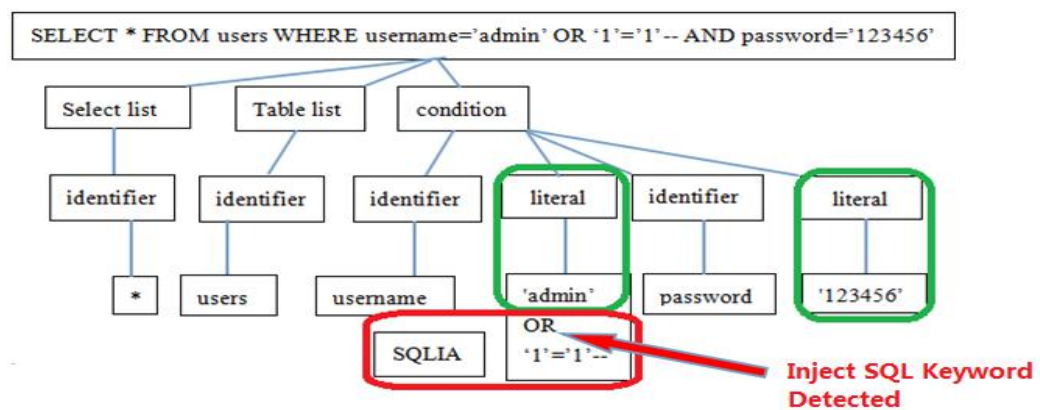 SELECT * FROM users WHERE username=’admin’ OR ‘1’=’1’-- AND password=’123456’
Select list
Table list
condition
identifier
identifier
identifier
literal
identifier
literal
*
users
username
'admin’
password
'123456’
OR
‘1’=’1’--
SQLIA
Inject SQL Keyword
Detected